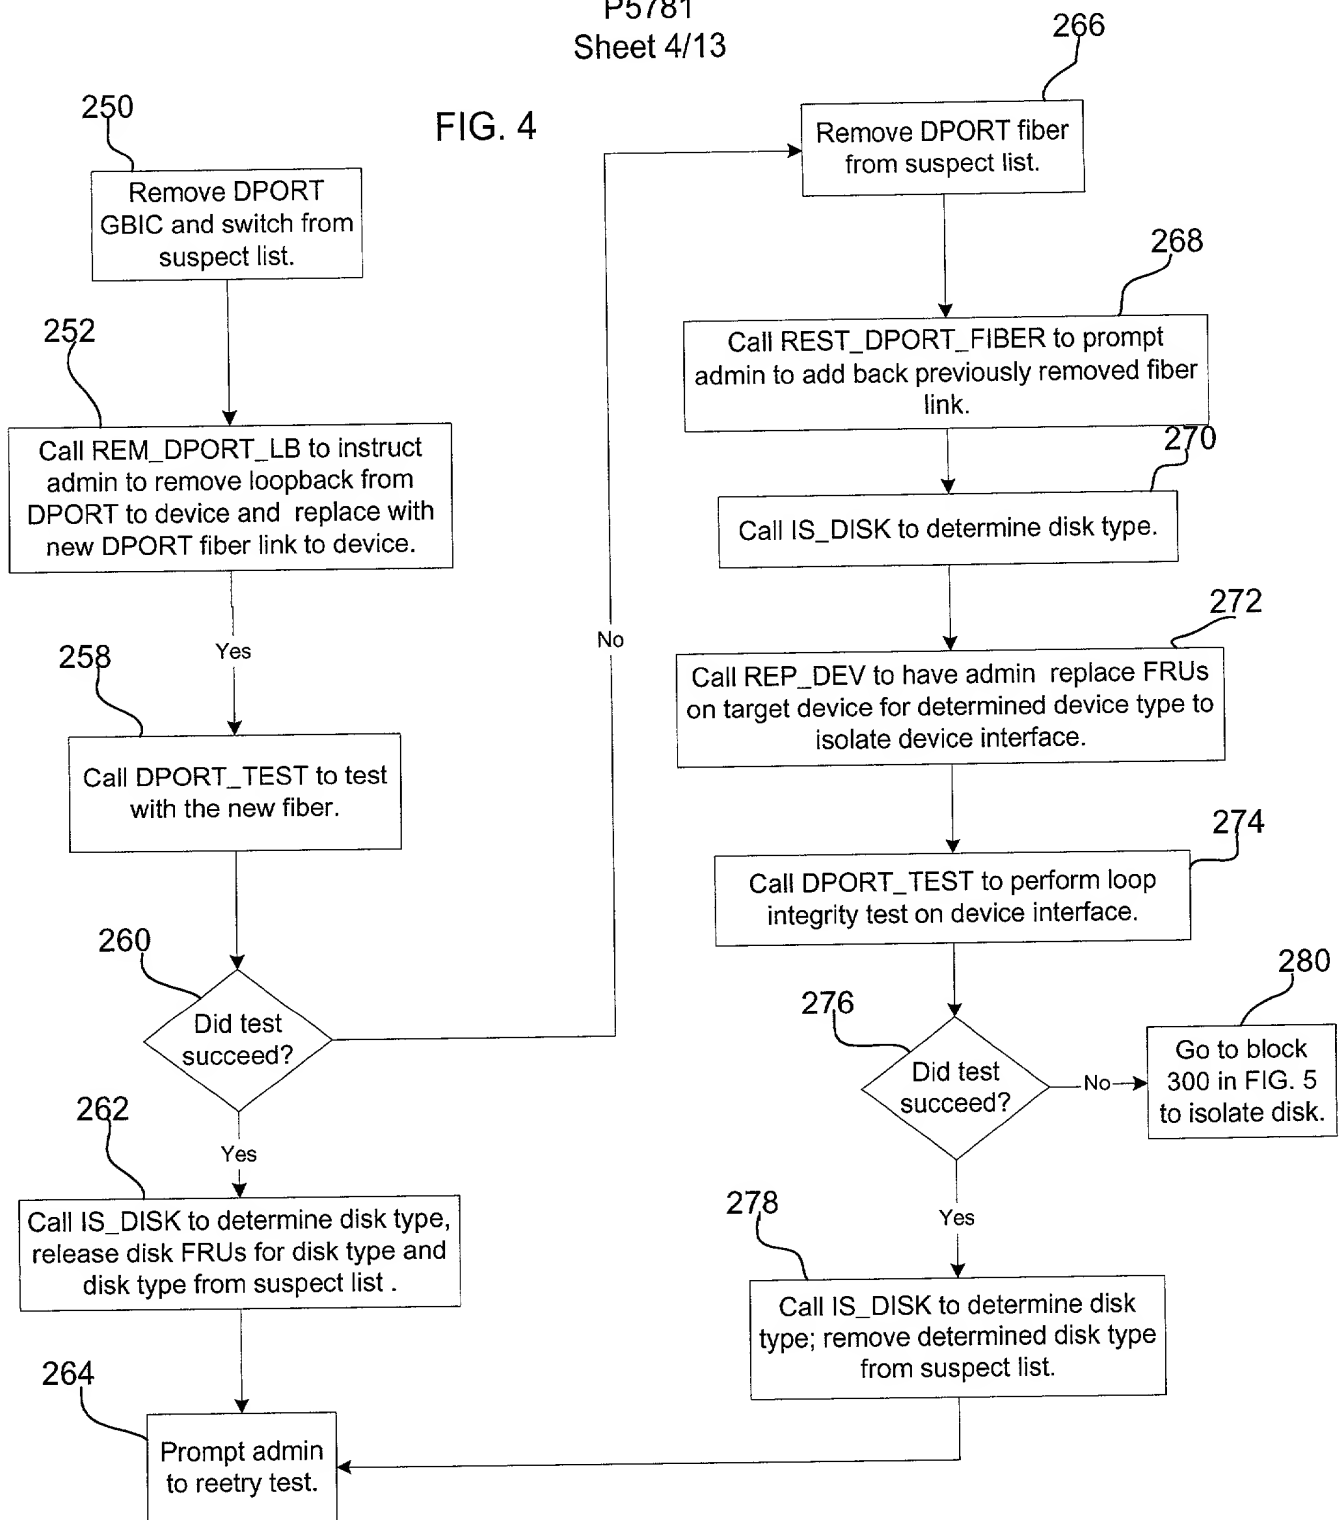 P5781
Sheet 4/13
FIG. 4
250
Remove DPORT
GBIC and switch from
suspect list.
252
Call REM_DPORT_LB to instruct
admin to remove loopback from
DPORT to device and replace with
new DPORT fiber link to device.
Yes
258
Call DPORT_TEST to test
with the new fiber.
260
Did test
succeed?
No
Yes
262
Call IS_DISK to determine disk type,
release disk FRUs for disk type and
disk type from suspect list .
264
Prompt admin
to reetry test.
266
Remove DPORT fiber
from suspect list.
268
Call REST_DPORT_FIBER to prompt
admin to add back previously removed fiber
link.
270
Call IS_DISK to determine disk type.
272
Call REP_DEV to have admin replace FRUs
on target device for determined device type to
isolate device interface.
274
Call DPORT_TEST to perform loop
integrity test on device interface.
276
Did test
succeed?
No
280
Go to block
300 in FIG. 5
to isolate disk.
Yes
278
Call IS_DISK to determine disk
type; remove determined disk type
from suspect list.